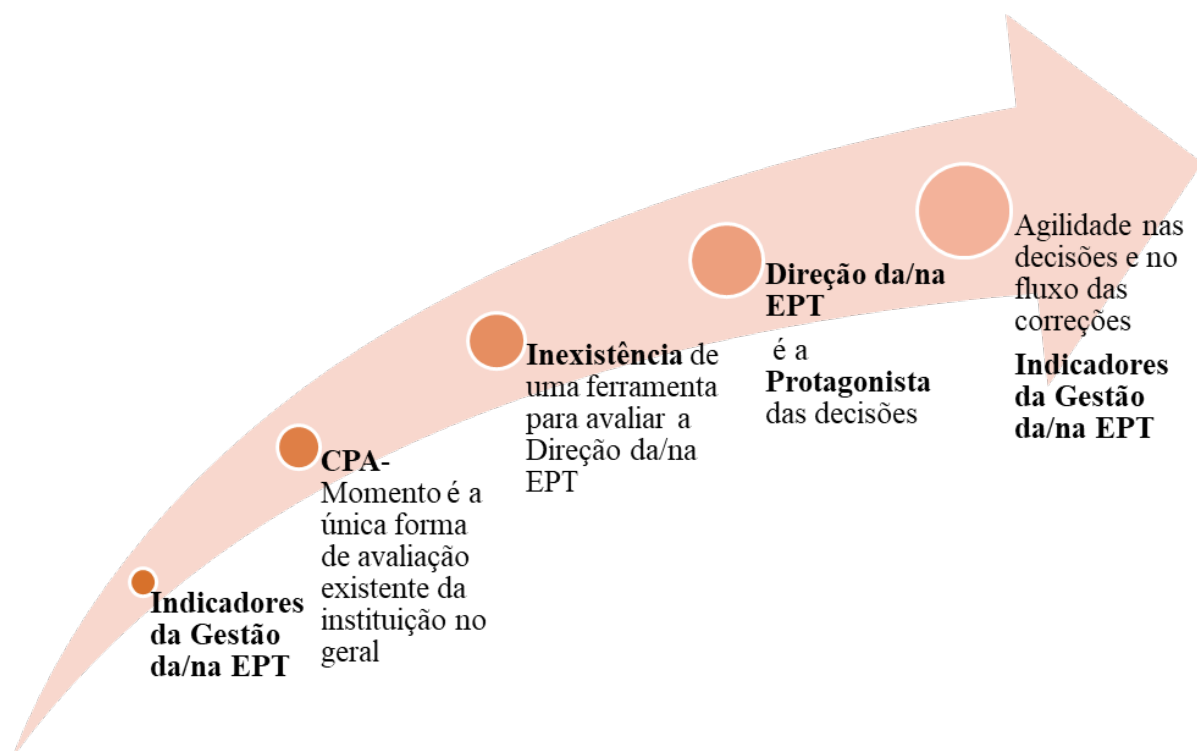 Indicadores
da Gestão
da/na EPT
CPA-
Momento é a
única forma
de avaliação
existente da
instituição no
geral
Inexistência de
uma ferramenta
para avaliar a
Direção da/na
EPT
Direção da/na
EPT
é a
Protagonista
das decisões
Agilidade nas
decisões e no
fluxo das
correções
Indicadores
da Gestão
da/na EPT